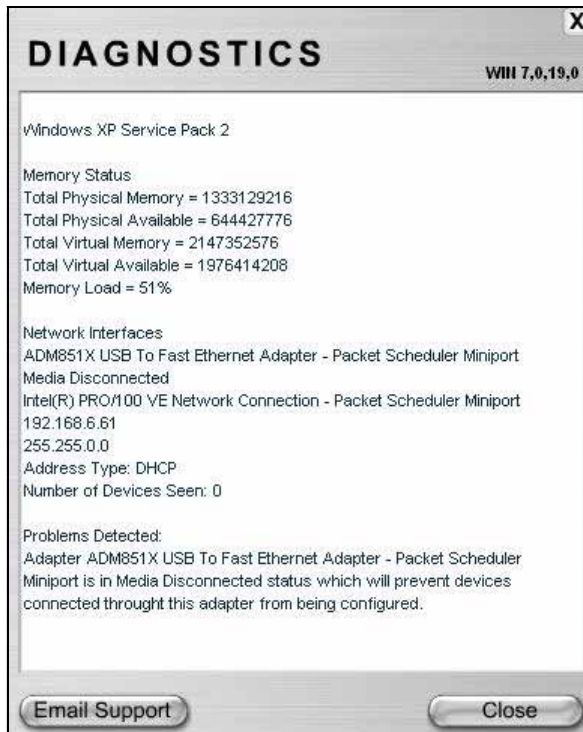 X
DIAGNOSTICS
WIN 7,0,19,0
Windows XP Service Pack 2
Memory Status
Total Physical Memory = 1333129216
Total Physical Available = 644427776
Total Virtual Memory = 2147352576
Total Virtual Available = 1976414208
Memory Load = 51%
Network Interfaces
ADM851X USB To Fast Ethernet Adapter - Packet Scheduler Miniport
Media Disconnected
Intel(R) PRO/100 VE Network Connection - Packet Scheduler Miniport
192.168.6.61
255.255.0.0
Address Type: DHCP
Number of Devices Seen: 0
Problems Detected:
Adapter ADM851X USB To Fast Ethernet Adapter - Packet Scheduler
Miniport is in Media Disconnected status which will prevent devices
connected throught this adapter from being configured.
Email Support
Close